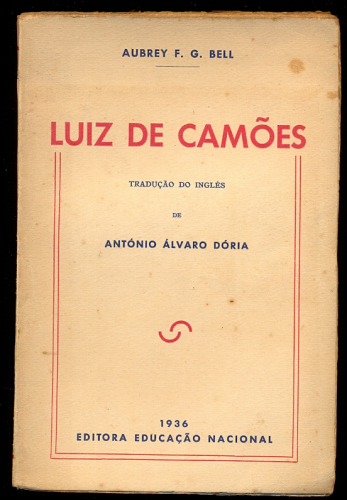 AUBREY F. G. BELL
LUIZ DE CAMÕES
TRADUÇÃO DO INGLÊS
DE
ANTÓNIO ÁLVARO DÓRIA
1936
EDITORA EDUCAÇÃO NACIONAL